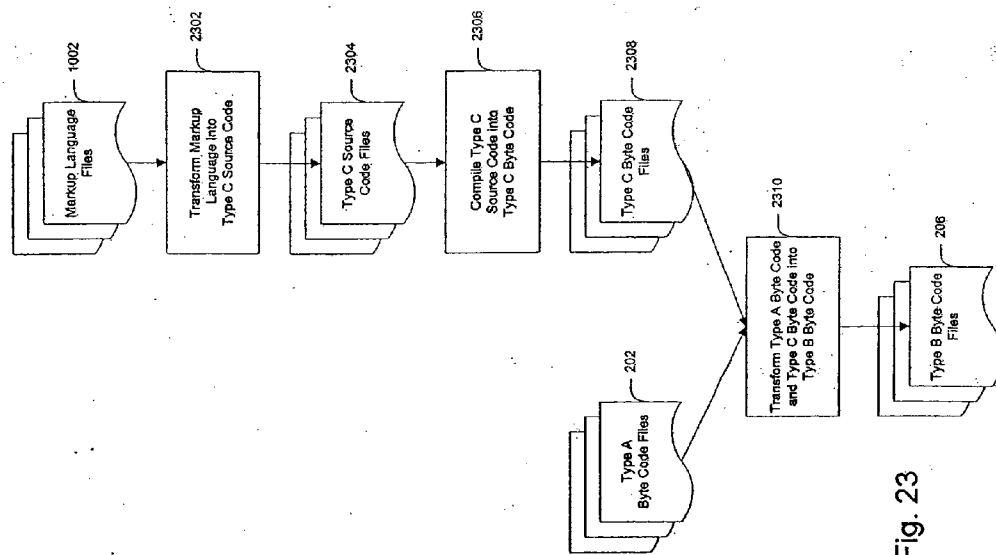 1002
Markup Language
Files
2302
Transform Markup
Language into
Type C Source Code
2304
Type C Source
Code Files
2306
Compile Type C
Source Code into
Type C Byte Code
2308
Type C Byte Code
Files
202
Type A
Byte Code Files
2310
Transform Type A Byte Code
and Type C Byte Code into
Type B Byte Code
206
Type B Byte Code
Files
Fig. 23